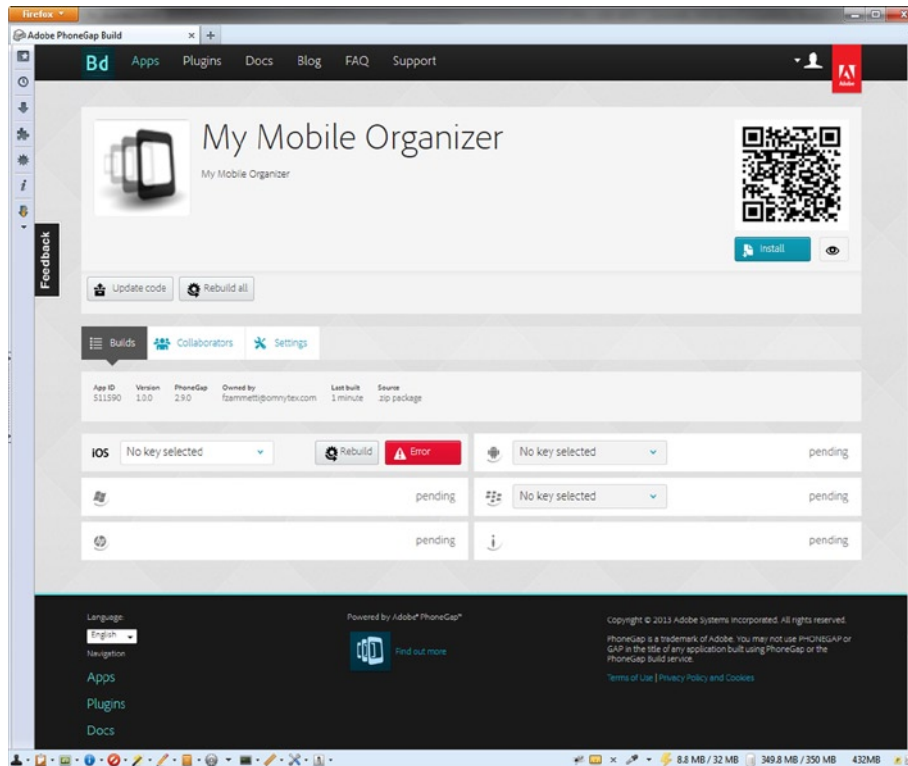 Firefox
Adobe PhoneGap Build
Bd Apps Plugins Docs Blog FAQ Support
Adobe
My Mobile Organizer
My Mobile Organizer
Install
Feedback
Update code Rebuild all
Builds Collaborators Settings
App ID Version PhoneGap Owned by Last built Source
511590 1.0.0 2.9.0 fzammetti@omnytex.com 1 minute zip package
iOS No key selected Rebuild Error No key selected pending
pending No key selected pending
pending pending
Language:
English
Navigation
Apps
Plugins
Docs
Powered by Adobe® PhoneGap™
Find out more
Copyright © 2013 Adobe Systems Incorporated. All rights reserved.
PhoneGap is a trademark of Adobe. You may not use PHONEGAP or
GAP in the title of any application built using PhoneGap or the
PhoneGap Build service.
Terms of Use | Privacy Policy and Cookies
8.8 MB / 32 MB 349.8 MB / 350 MB 432MB